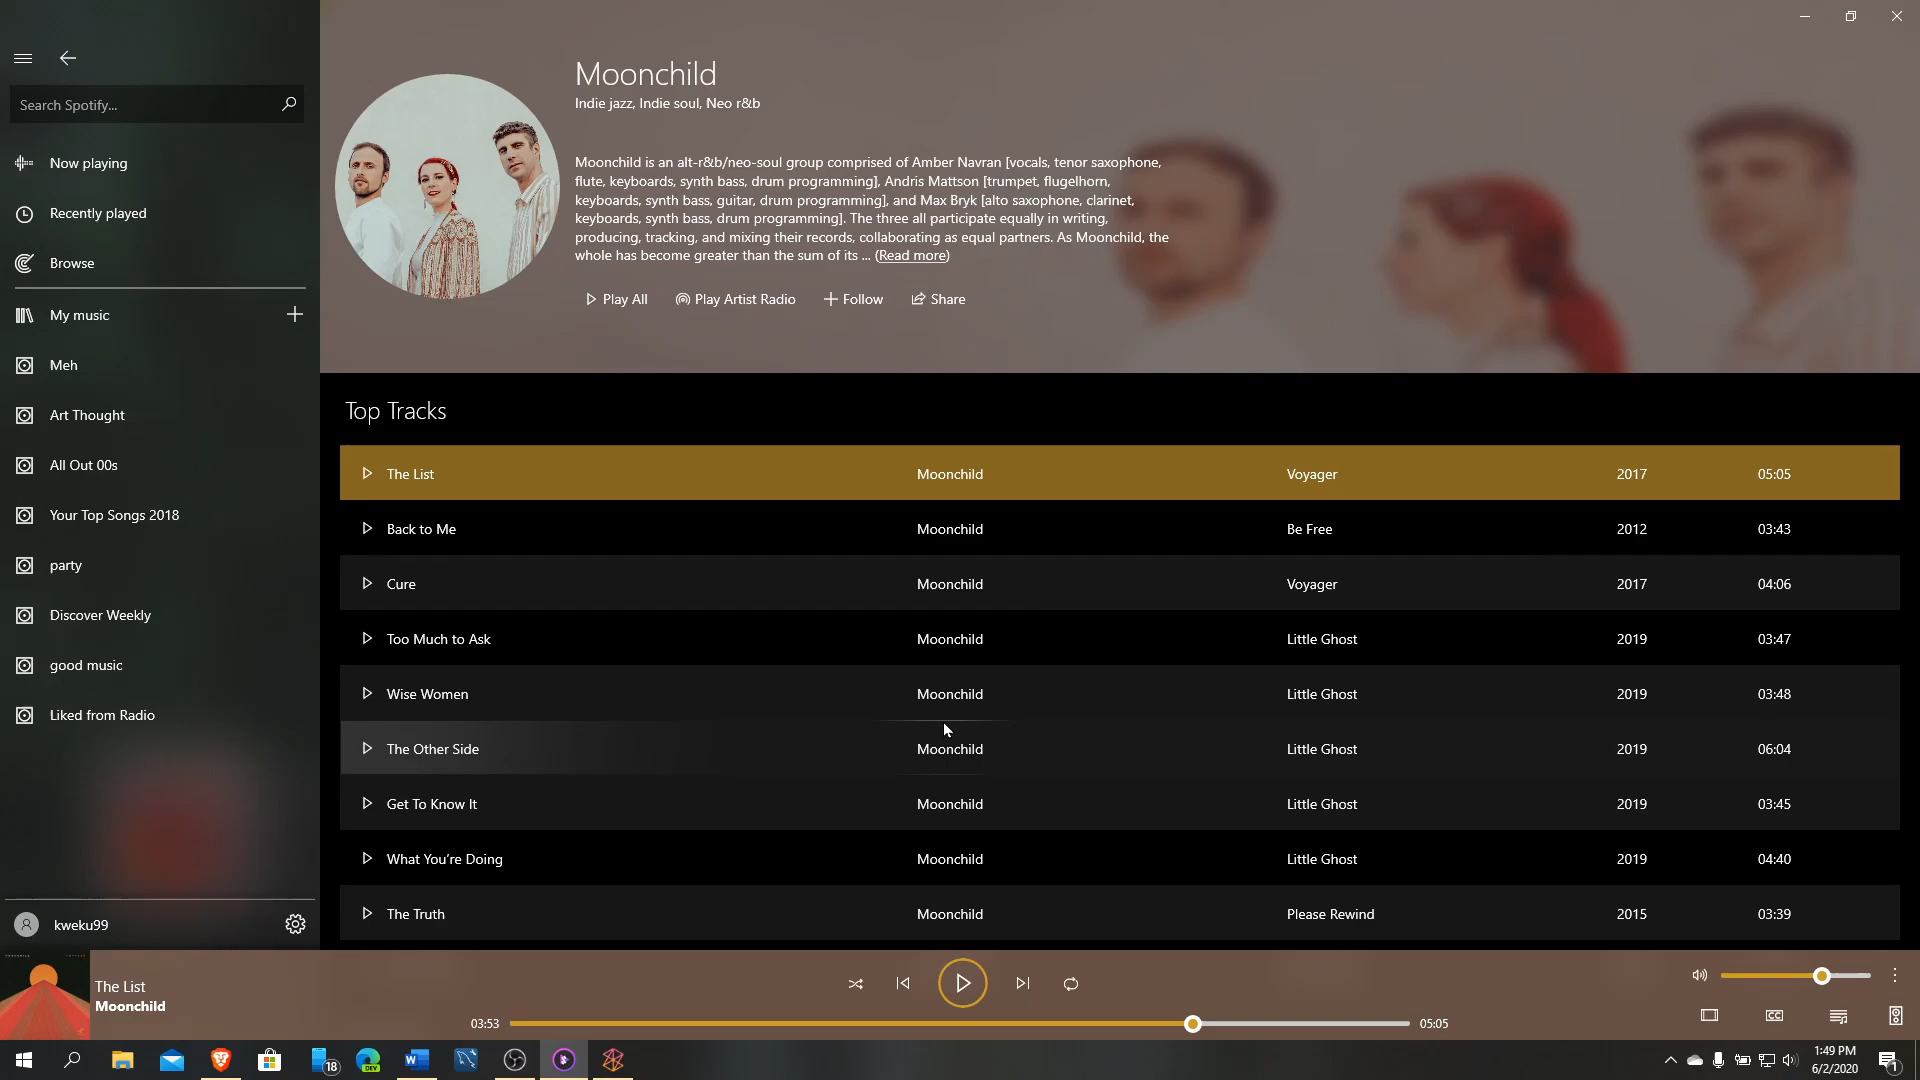 Search Spotify...
Now playing
Recently played
Browse
My music
Meh
Art Thought
All Out 00s
Your Top Songs 2018
party
Discover Weekly
good music
Liked from Radio
kweku99
Moonchild
Indie jazz, Indie soul, Neo r&b
Moonchild is an alt-r&b/neo-soul group comprised of Amber Navran [vocals, tenor saxophone,
flute, keyboards, synth bass, drum programming], Andris Mattson [trumpet, flugelhorn,
keyboards, synth bass, guitar, drum programming], and Max Bryk [alto saxophone, clarinet,
keyboards, synth bass, drum programming]. The three all participate equally in writing,
producing, tracking, and mixing their records, collaborating as equal partners. As Moonchild, the
whole has become greater than the sum of its ... (Read more)
Play All Play Artist Radio Follow Share
Top Tracks
The List Moonchild Voyager 2017 05:05
Back to Me Moonchild Be Free 2012 03:43
Cure Moonchild Voyager 2017 04:06
Too Much to Ask Moonchild Little Ghost 2019 03:47
Wise Women Moonchild Little Ghost 2019 03:48
The Other Side Moonchild Little Ghost 2019 06:04
Get To Know It Moonchild Little Ghost 2019 03:45
What You're Doing Moonchild Little Ghost 2019 04:40
The Truth Moonchild Please Rewind 2015 03:39
The List
Moonchild
03:53 05:05
CC
18
DEV
W
1:49 PM
6/2/2020
1